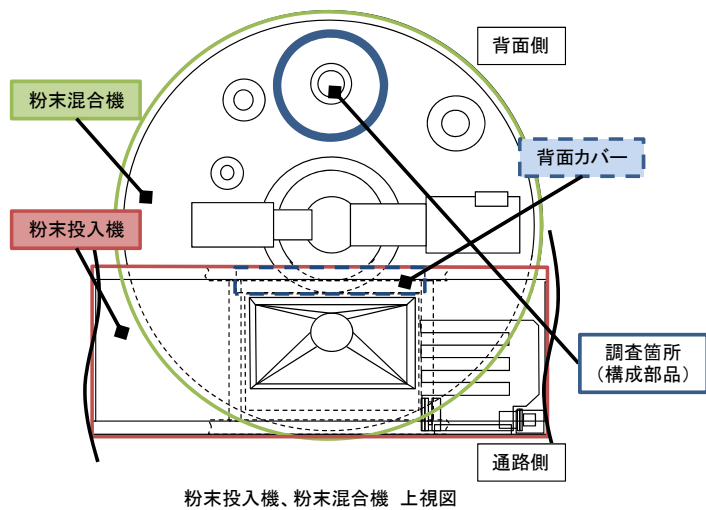 背面側
粉末混合機
背面カバー
粉末投入機
調査箇所
（構成部品）
通路側
粉末投入機、粉末混合機 上視図